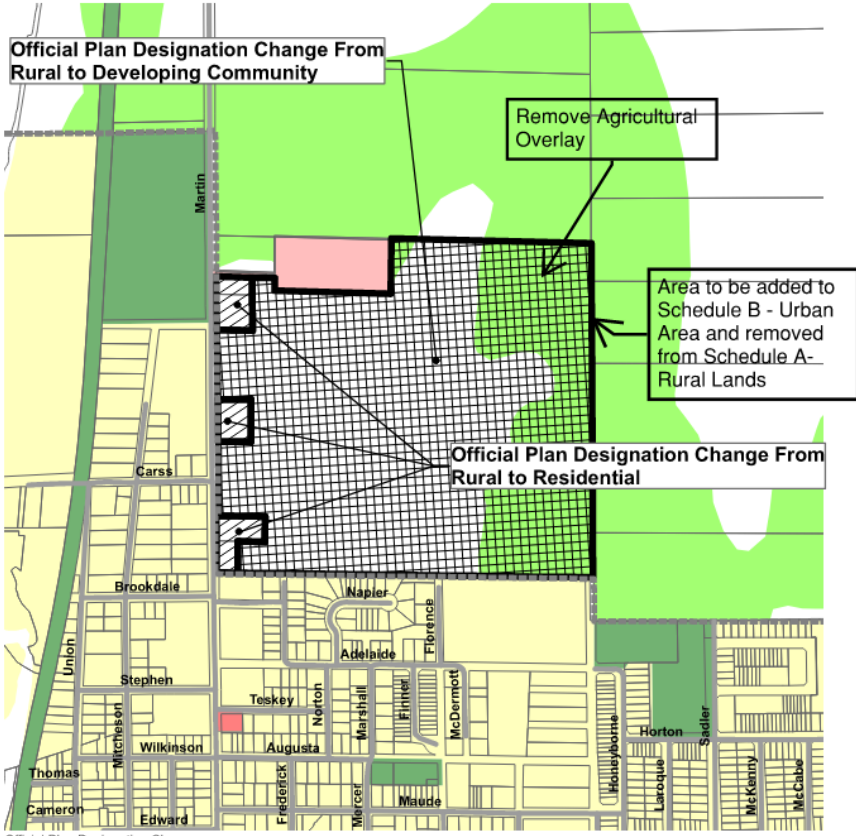 Official Plan Designation Change From
Rural to Developing Community
Remove Agricultural
Overlay
Martin
Area to be added to
Schedule B - Urban
Area and removed
from Schedule A-
Rural Lands
Official Plan Designation Change From
Rural to Residential
Carss
Brookdale
Napier
Florence
Union
Adelaide
Stephen
Mitcheson
Teskey
Norton
Marshall
Finner
McDermott
Honeyborne
Horton
Sadler
Wilkinson
Augusta
Thomas
Frederick
Mercer
Maude
Laroque
McKenny
McCabe
Cameron
Edward